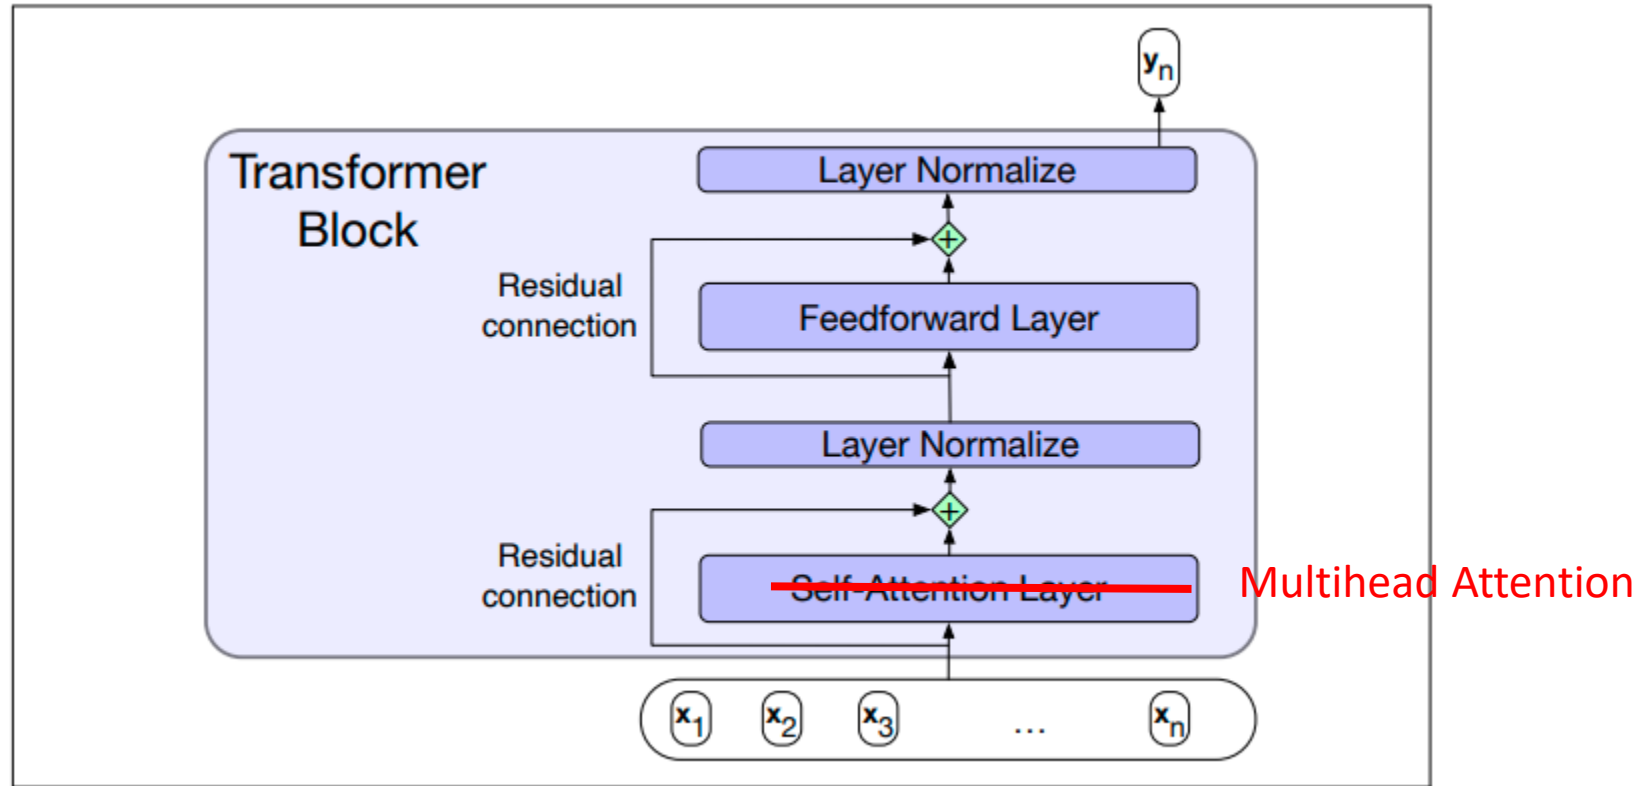 yn
Transformer
Block
Layer Normalize
+
Residual
connection
Feedforward Layer
Layer Normalize
+
Residual
connection
Self-Attention Layer
Multihead Attention
x1 x2 x3 ... xn